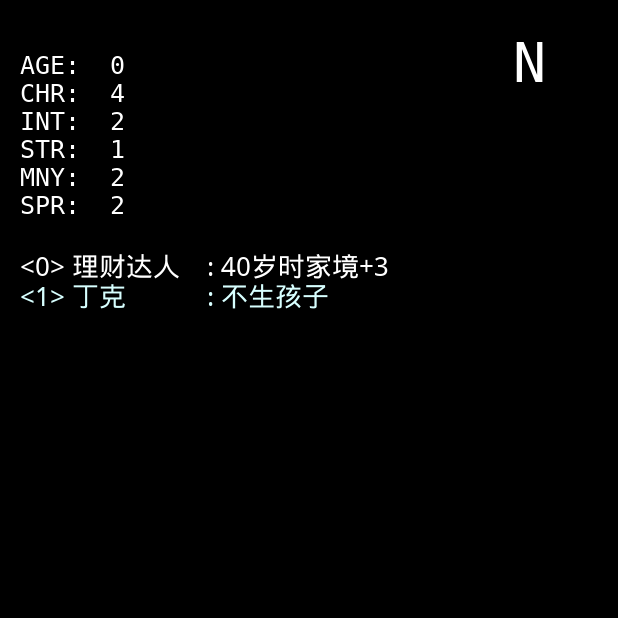 N
AGE: 0
CHR: 4
INT: 2
STR: 1
MNY: 2
SPR: 2
<0> 理财达人 :40岁时家境+3
<1> 丁克 :不生孩子